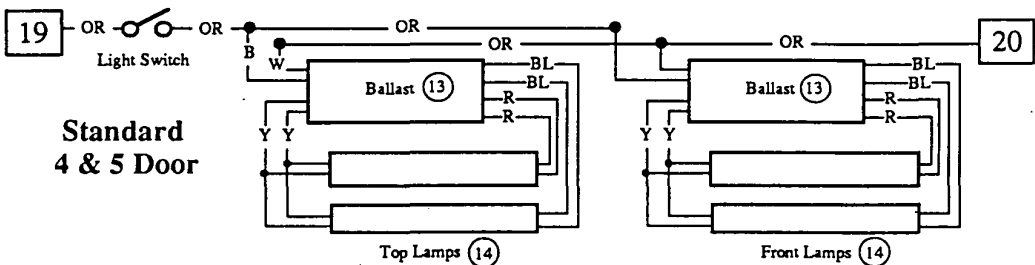 19 OR OR OR 20
Light Switch B W OR OR
Ballast 13 BL BL R R Y Y
Ballast 13 BL BL R R Y Y
Standard
4 & 5 Door
Top Lamps 14 Front Lamps 14